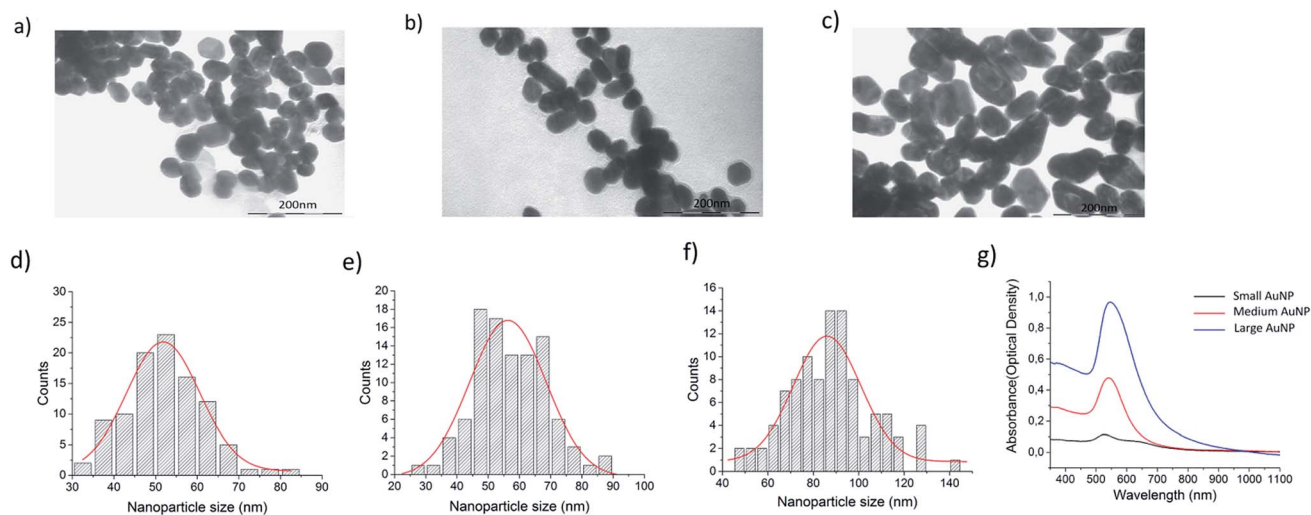 a)
200nm
b)
200nm
c)
200nm
d)
Counts
30
25
20
15
10
5
0
30 40 50 60 70 80 90
Nanoparticle size (nm)
e)
Counts
20
18
16
14
12
10
8
6
4
2
0
20 30 40 50 60 70 80 90 100
Nanoparticle size (nm)
f)
Counts
16
14
12
10
8
6
4
2
0
40 60 80 100 120 140
Nanoparticle size (nm)
g)
Absorbance(Optical Density)
1,0
0,8
0,6
0,4
0,2
0,0
Small AuNP
Medium AuNP
Large AuNP
400 500 600 700 800 900 1000 1100
Wavelength (nm)